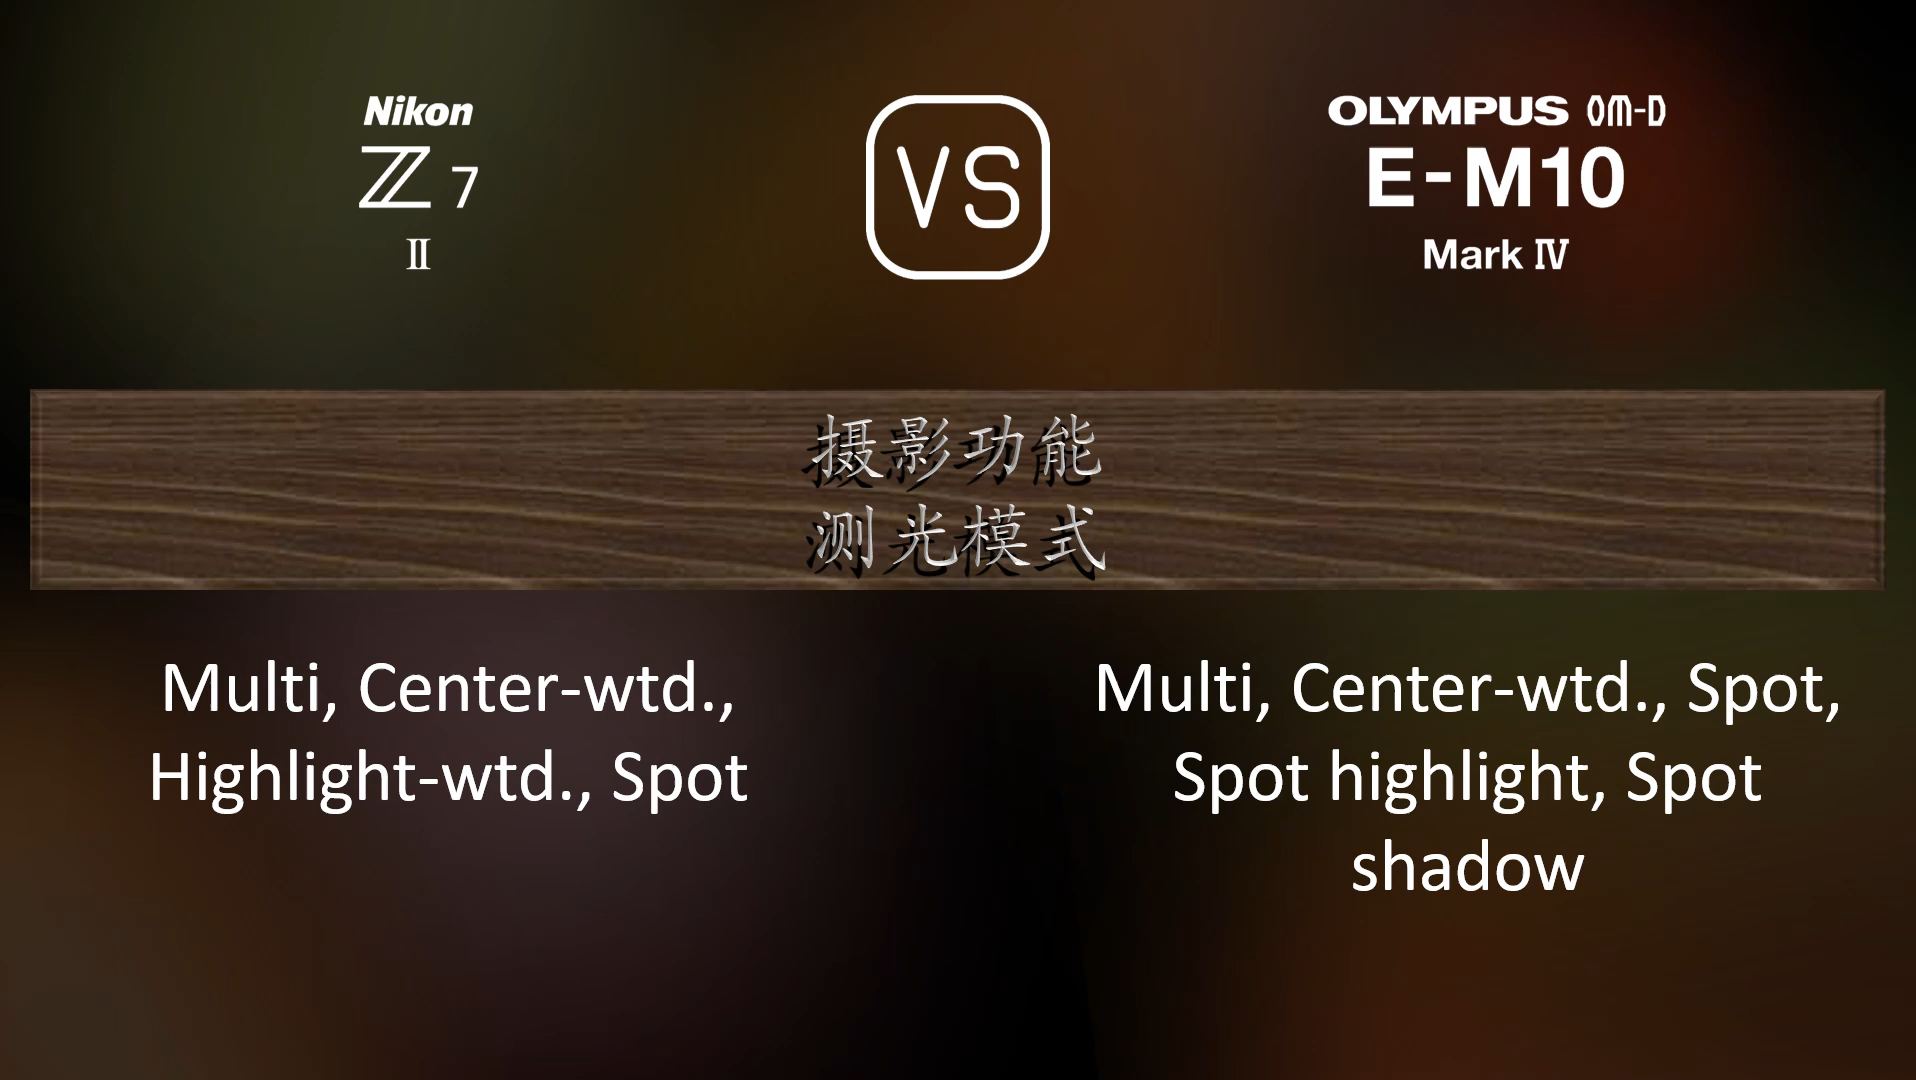 Nikon
Z 7
II
VS
OLYMPUS OM-D
E-M10
Mark IV
摄影功能
测光模式
Multi, Center-wtd.,
Highlight-wtd., Spot
Multi, Center-wtd., Spot,
Spot highlight, Spot
shadow